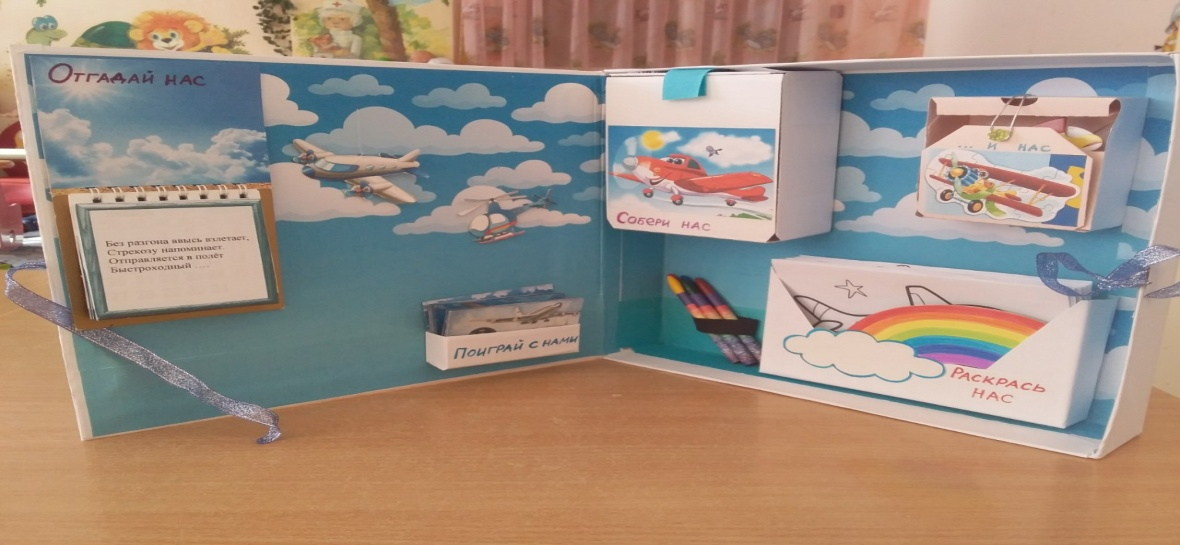 Отгадай нас
Без разгона ввысь взлетает,
Стрекозу напоминает
Отправляется в полёт
Быстроходный .....
Поиграй с нами
Собери нас
и нас
Раскрась
нас